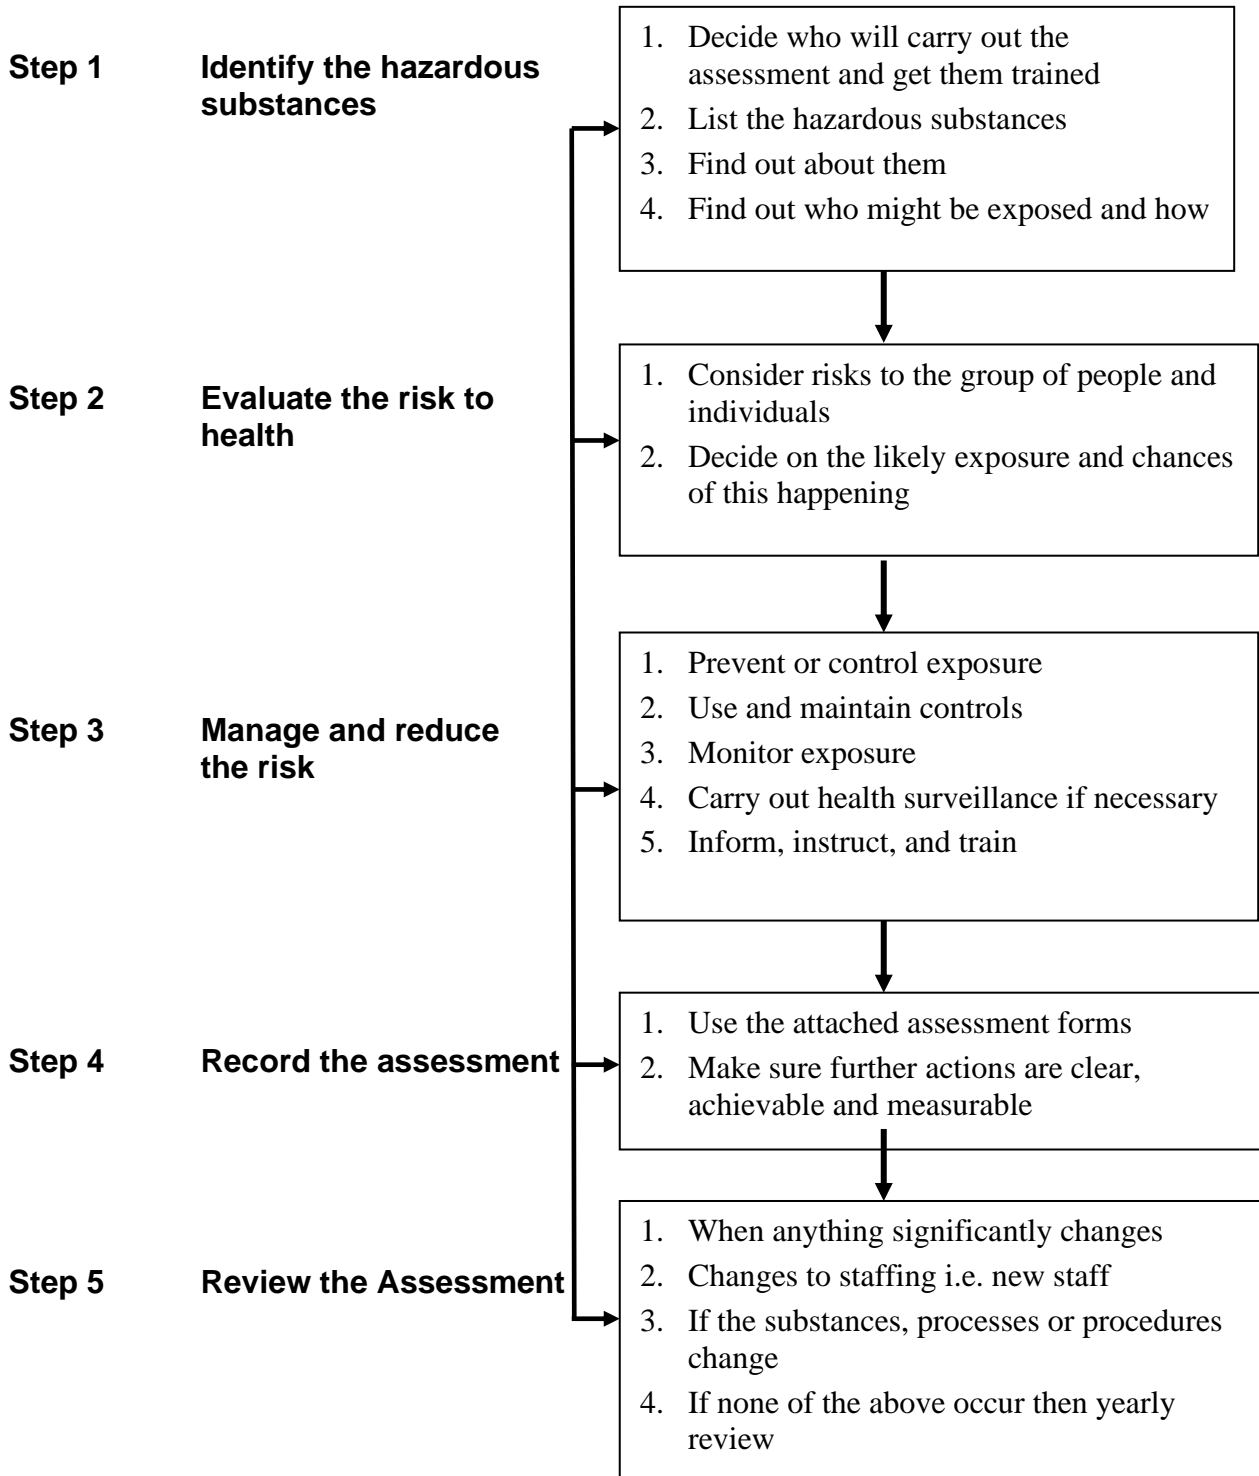 Step 1 Identify the hazardous
substances
1. Decide who will carry out the
assessment and get them trained
2. List the hazardous substances
3. Find out about them
4. Find out who might be exposed and how
Step 2 Evaluate the risk to
health
1. Consider risks to the group of people and
individuals
2. Decide on the likely exposure and chances
of this happening
Step 3 Manage and reduce
the risk
1. Prevent or control exposure
2. Use and maintain controls
3. Monitor exposure
4. Carry out health surveillance if necessary
5. Inform, instruct, and train
Step 4 Record the assessment
1. Use the attached assessment forms
2. Make sure further actions are clear,
achievable and measurable
Step 5 Review the Assessment
1. When anything significantly changes
2. Changes to staffing i.e. new staff
3. If the substances, processes or procedures
change
4. If none of the above occur then yearly
review